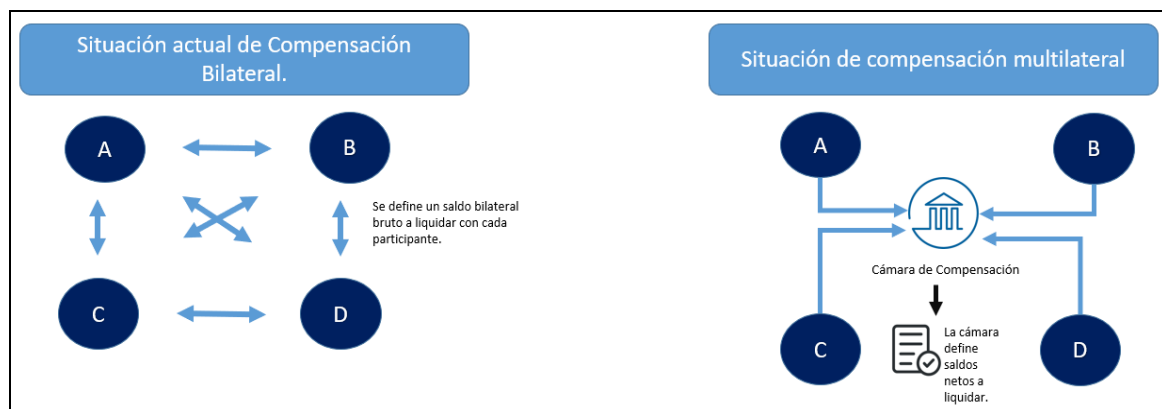 Situación actual de Compensación
Bilateral.
A
B
Se define un saldo bilateral
bruto a liquidar con cada
participante.
C
D
Situación de compensación multilateral
A
B
Cámara de Compensación
C
La cámara
define
saldos
netos a
liquidar.
D